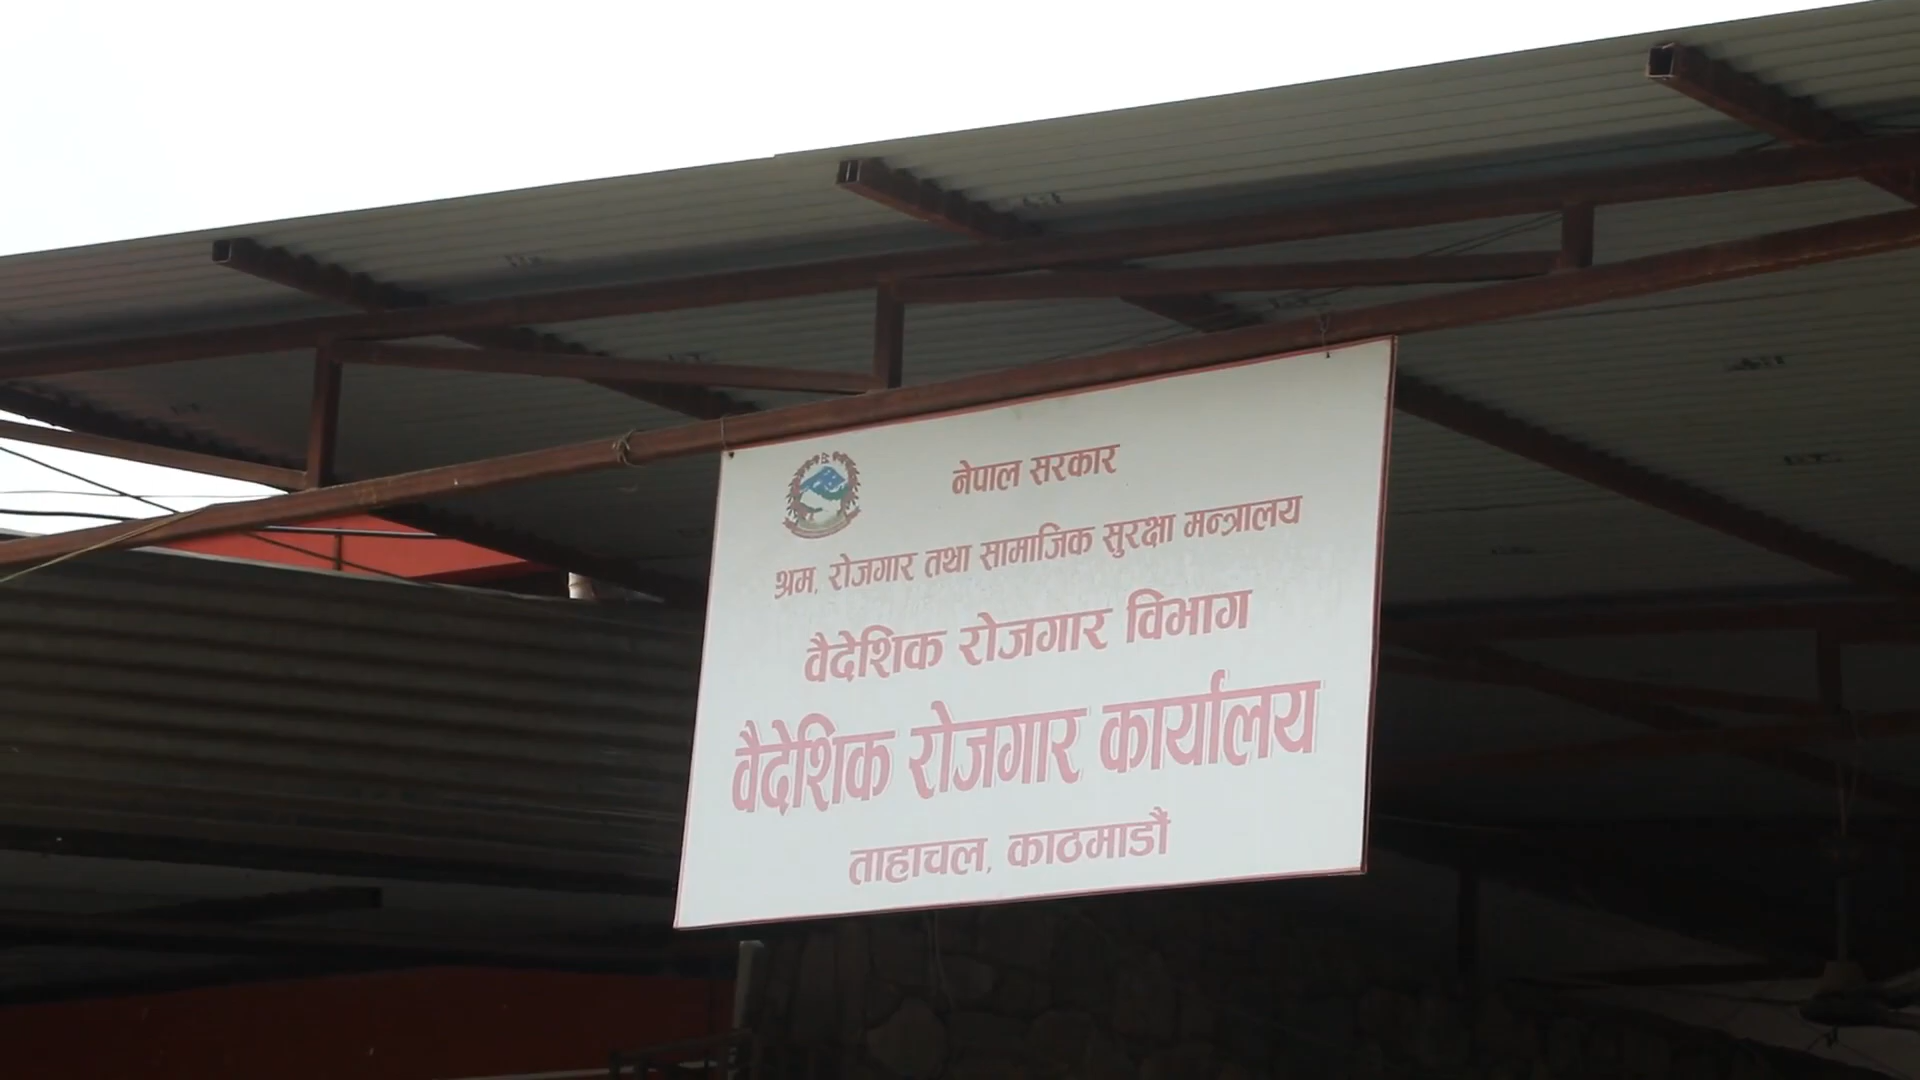 नेपाल सरकार
श्रम, रोजगार तथा सामाजिक सुरक्षा मन्त्रालय
वैदेशिक रोजगार विभाग
वैदेशिक रोजगार कार्यालय
ताहाचल, काठमाडौं